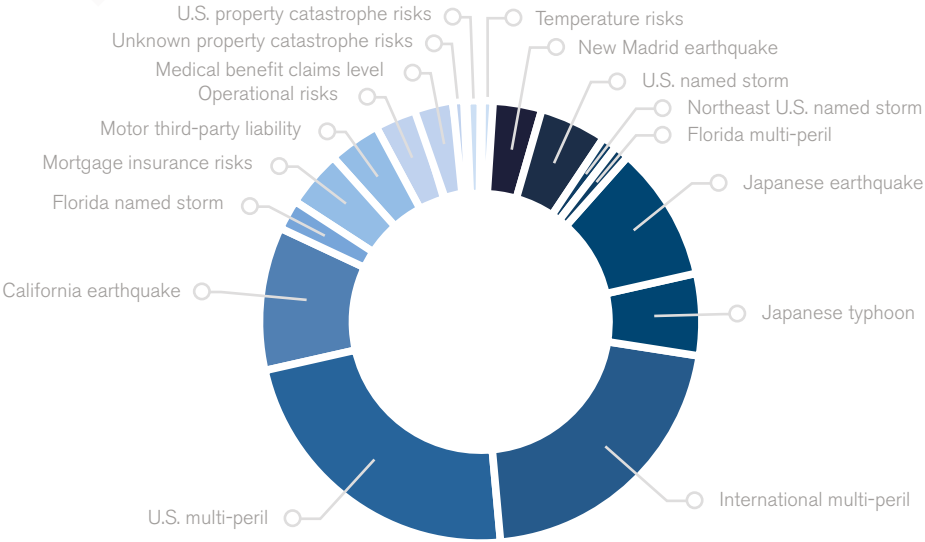 U.S. property catastrophe risks
Temperature risks
Unknown property catastrophe risks
New Madrid earthquake
Medical benefit claims level
U.S. named storm
Operational risks
Northeast U.S. named storm
Motor third-party liability
Florida multi-peril
Mortgage insurance risks
Japanese earthquake
Florida named storm
California earthquake
Japanese typhoon
International multi-peril
U.S. multi-peril